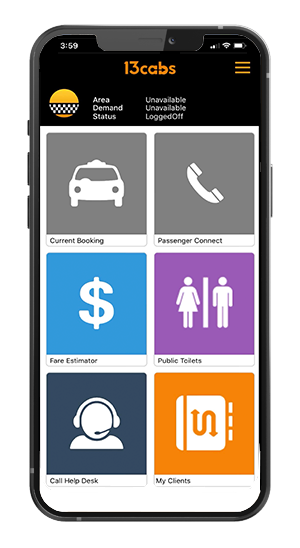 3:59
13cabs
Area Unavailable
Demand Unavailable
Status LoggedOff
Current Booking
Passenger Connect
$
Fare Estimator
Public Toilets
Call Help Desk
My Clients